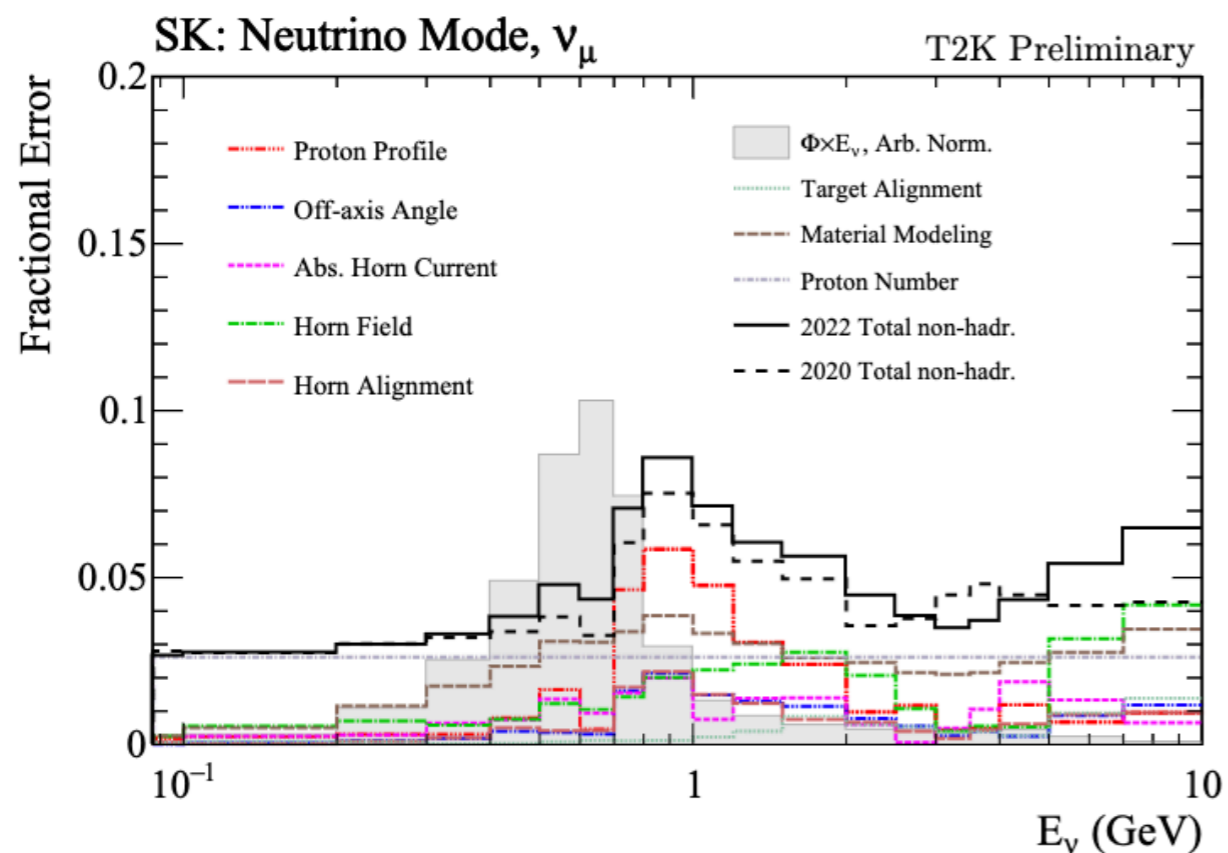 SK: Neutrino Mode, νμ
T2K Preliminary
Fractional Error
0.2
0.15
0.1
0.05
0
Proton Profile
Off-axis Angle
Abs. Horn Current
Horn Field
Horn Alignment
Φ×Eν, Arb. Norm.
Target Alignment
Material Modeling
Proton Number
2022 Total non-hadr.
2020 Total non-hadr.
10⁻¹
1
10
Eν (GeV)